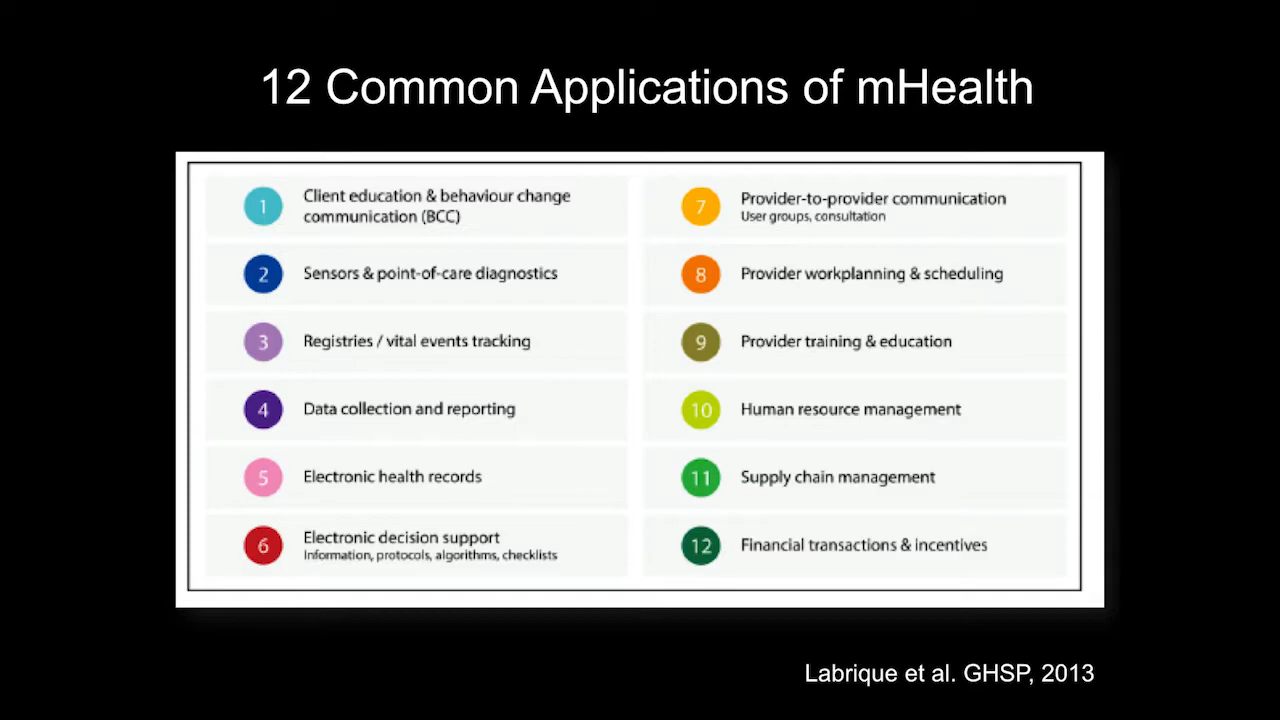 12 Common Applications of mHealth
1
Client education & behaviour change
communication (BCC)
2
Sensors & point-of-care diagnostics
3
Registries / vital events tracking
4
Data collection and reporting
5
Electronic health records
6
Electronic decision support
Information, protocols, algorithms, checklists
7
Provider-to-provider communication
User groups, consultation
8
Provider workplanning & scheduling
9
Provider training & education
10
Human resource management
11
Supply chain management
12
Financial transactions & incentives
Labrique et al. GHSP, 2013